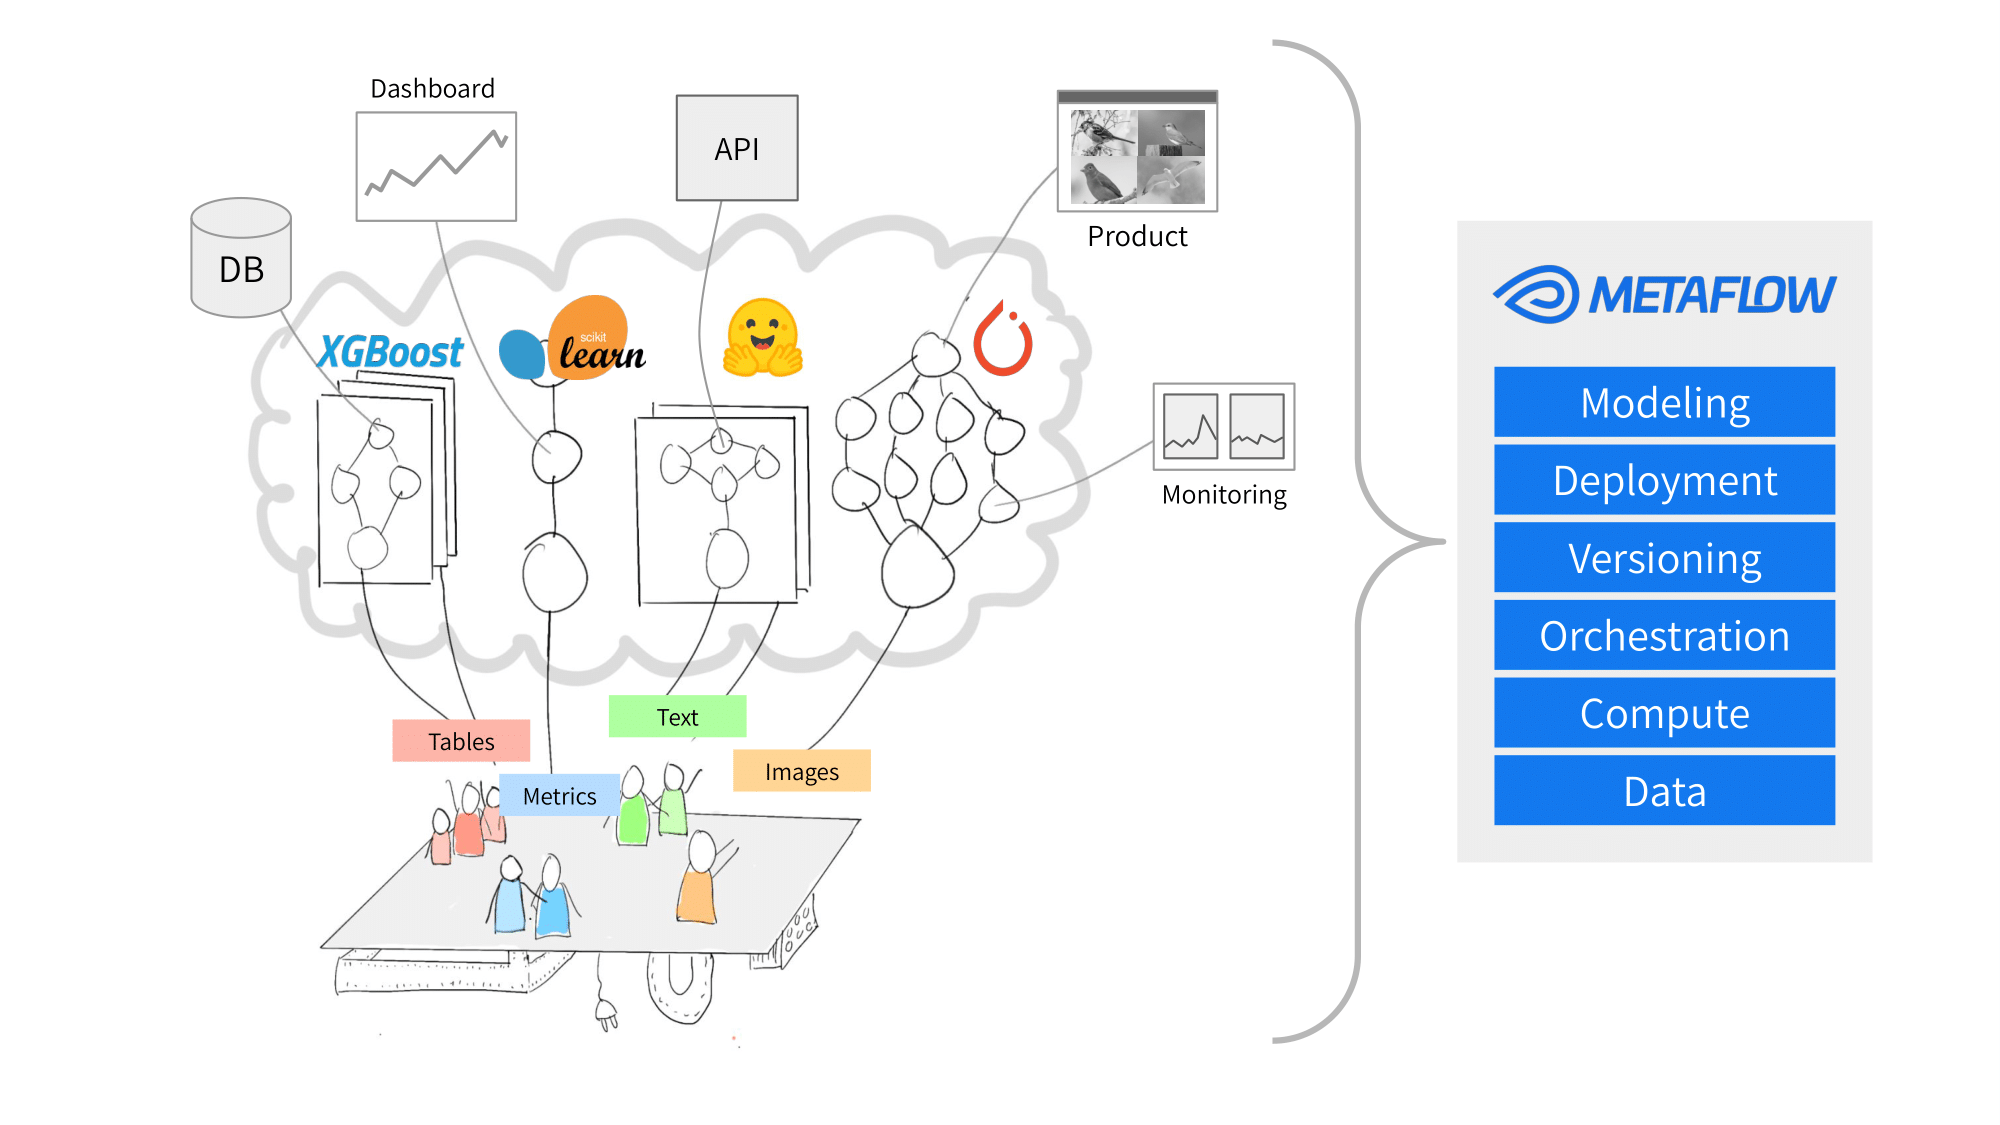 Dashboard
API
Product
DB
XGBoost
scikit
learn
Monitoring
Tables
Text
Images
Metrics
METAFLOW
Modeling
Deployment
Versioning
Orchestration
Compute
Data